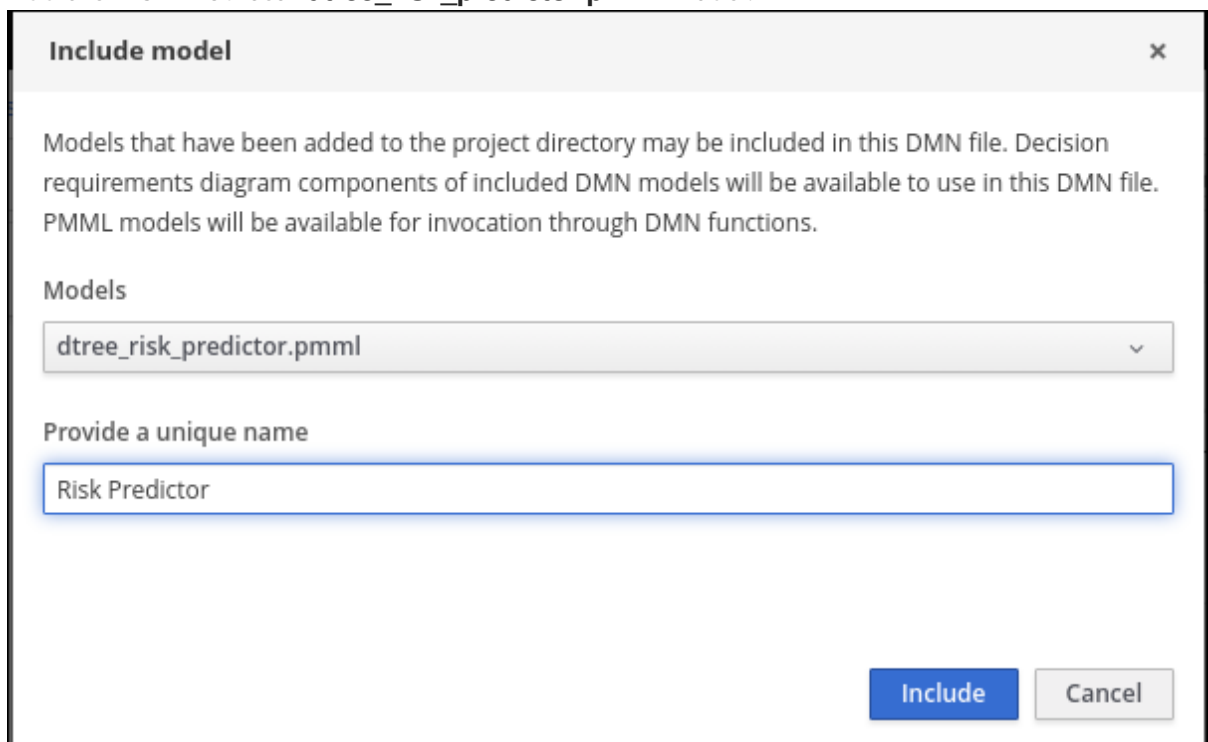 Include model ×
Models that have been added to the project directory may be included in this DMN file. Decision
requirements diagram components of included DMN models will be available to use in this DMN file.
PMML models will be available for invocation through DMN functions.
Models
dtree_risk_predictor.pmml
Provide a unique name
Risk Predictor
Include Cancel